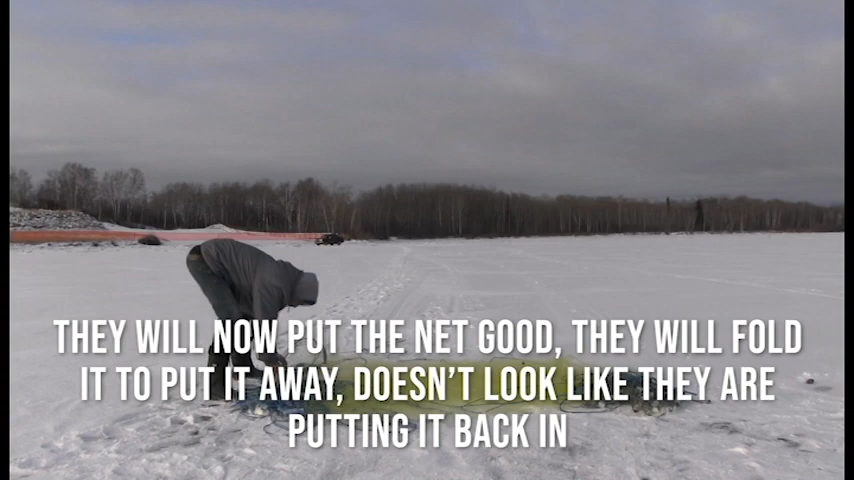 THEY WILL NOW PUT THE NET GOOD, THEY WILL FOLD
IT TO PUT IT AWAY, DOESN’T LOOK LIKE THEY ARE
PUTTING IT BACK IN